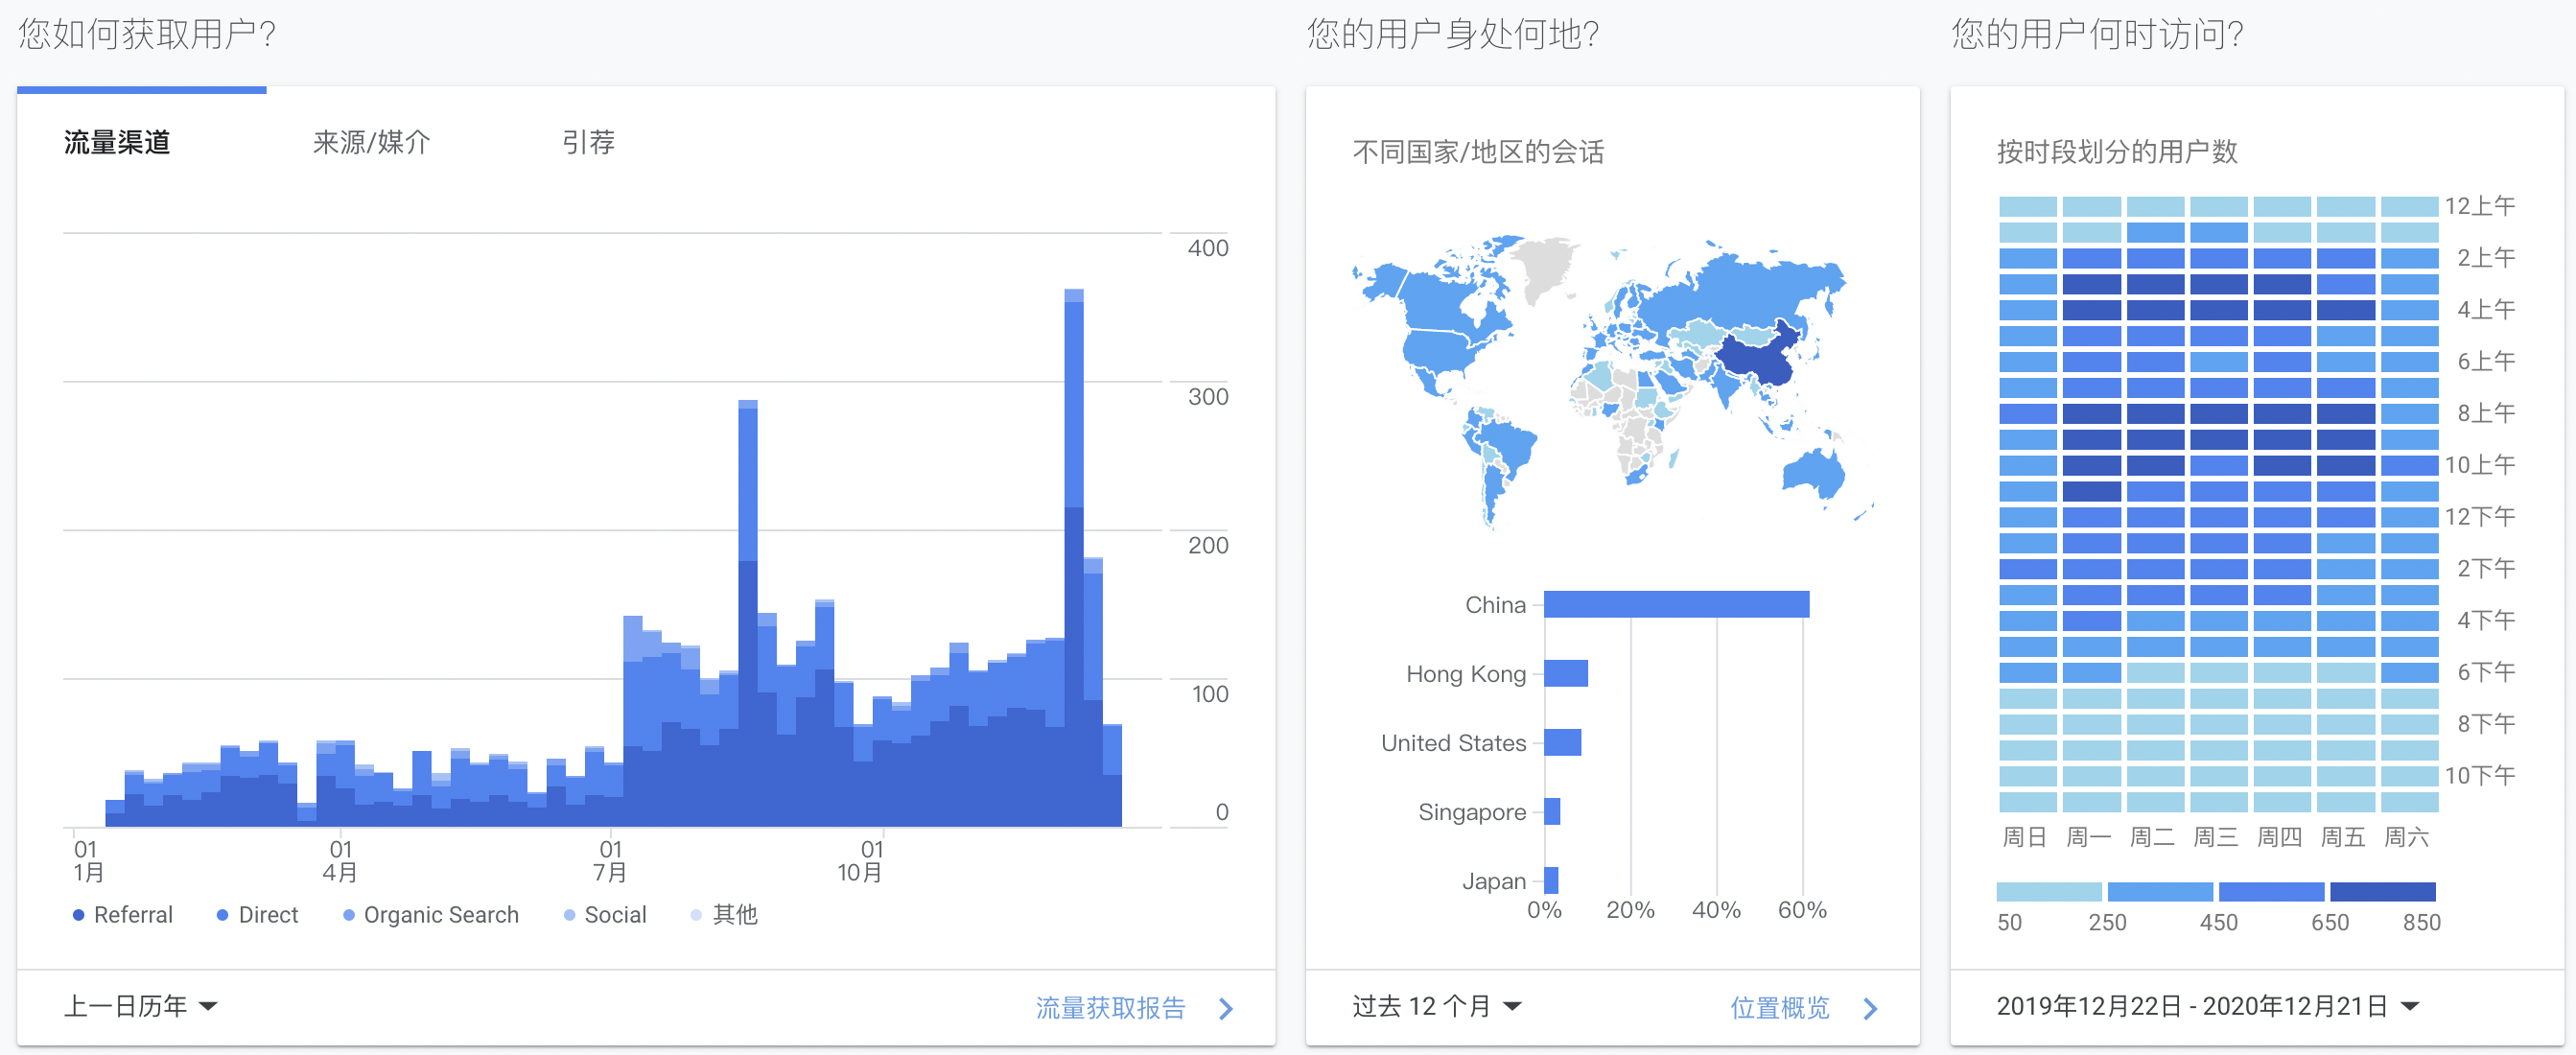 您如何获取用户?
流量渠道
来源/媒介
引荐
400
300
200
100
0
01
1月
01
4月
01
7月
01
10月
Referral
Direct
Organic Search
Social
其他
上一日历年
流量获取报告
您的用户身处何地?
不同国家/地区的会话
China
Hong Kong
United States
Singapore
Japan
0%
20%
40%
60%
过去 12 个月
位置概览
您的用户何时访问?
按时段划分的用户数
12上午
2上午
4上午
6上午
8上午
10上午
12下午
2下午
4下午
6下午
8下午
10下午
周日 周一 周二 周三 周四 周五 周六
50 250 450 650 850
2019年12月22日 - 2020年12月21日